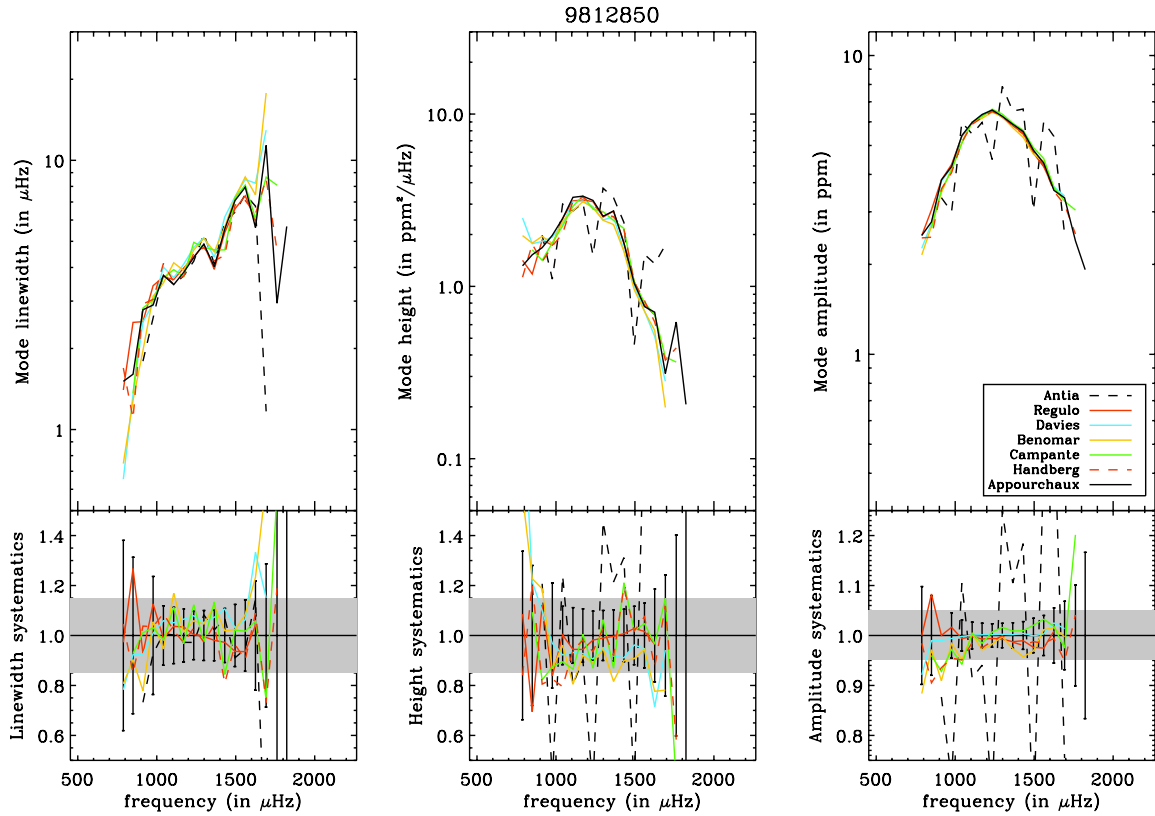 9812850
Mode linewidth (in μHz)
10
1
Mode height (in ppm²/μHz)
10.0
1.0
0.1
Mode amplitude (in ppm)
10
1
Antia
Regulo
Davies
Benomar
Campante
Handberg
Appourchaux
Linewidth systematics
1.4
1.2
1.0
0.8
0.6
500 1000 1500 2000
frequency (in μHz)
Height systematics
1.4
1.2
1.0
0.8
0.6
500 1000 1500 2000
frequency (in μHz)
Amplitude systematics
1.2
1.1
1.0
0.9
0.8
500 1000 1500 2000
frequency (in μHz)